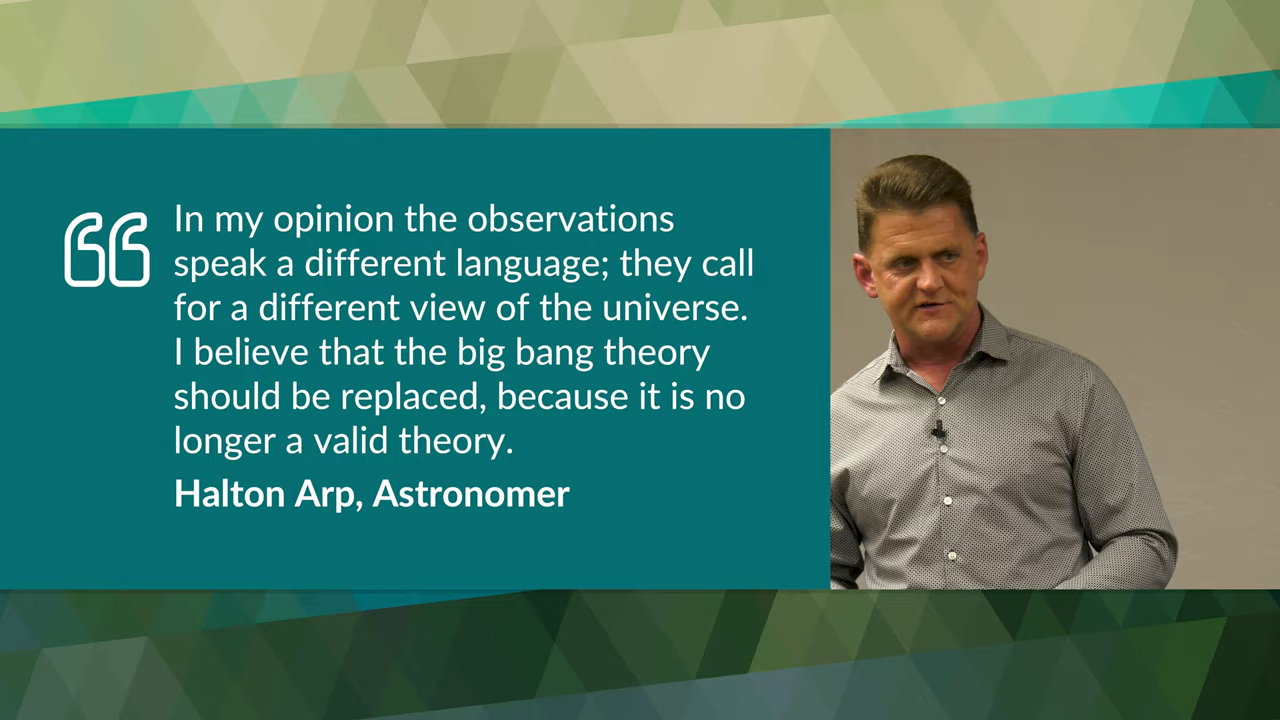 In my opinion the observations
speak a different language; they call
for a different view of the universe.
I believe that the big bang theory
should be replaced, because it is no
longer a valid theory.
Halton Arp, Astronomer